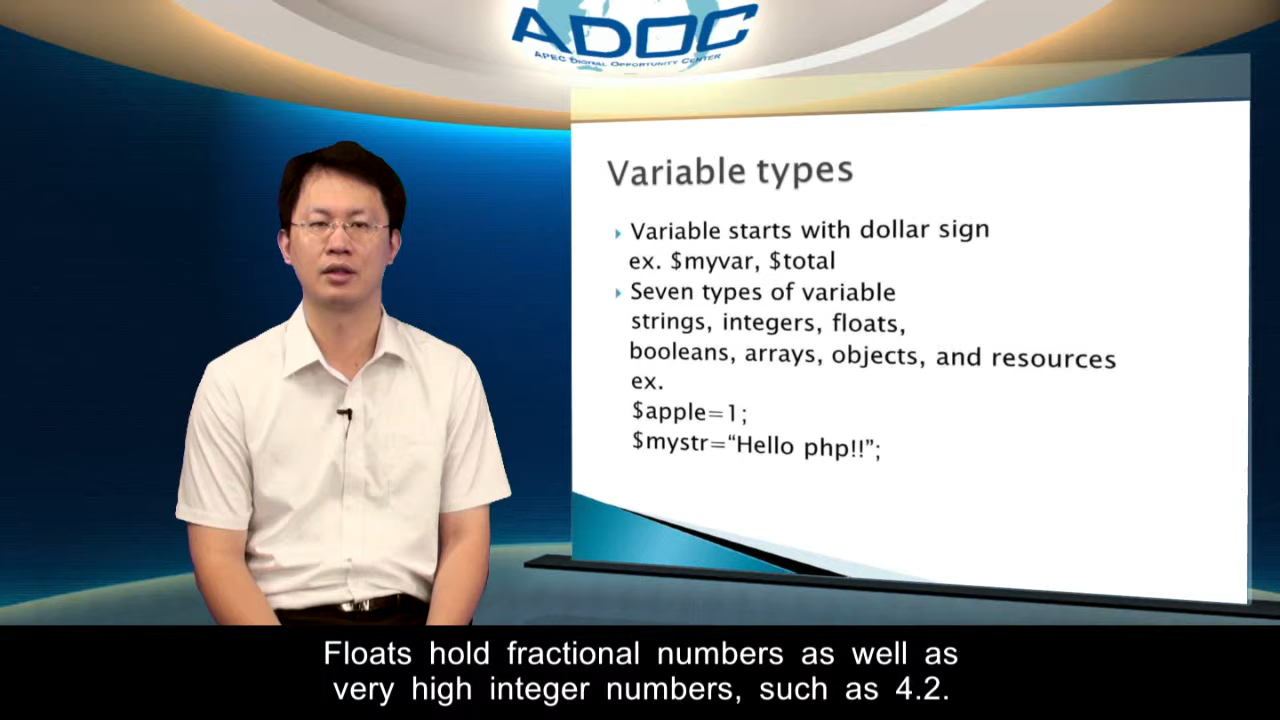 ADOC
APEC DIGITAL OPPORTUNITY CENTER
Variable types
Variable starts with dollar sign
ex. $myvar, $total
Seven types of variable
strings, integers, floats,
booleans, arrays, objects, and resources
ex.
$apple=1;
$mystr=“Hello php!!”;
Floats hold fractional numbers as well as
very high integer numbers, such as 4.2.